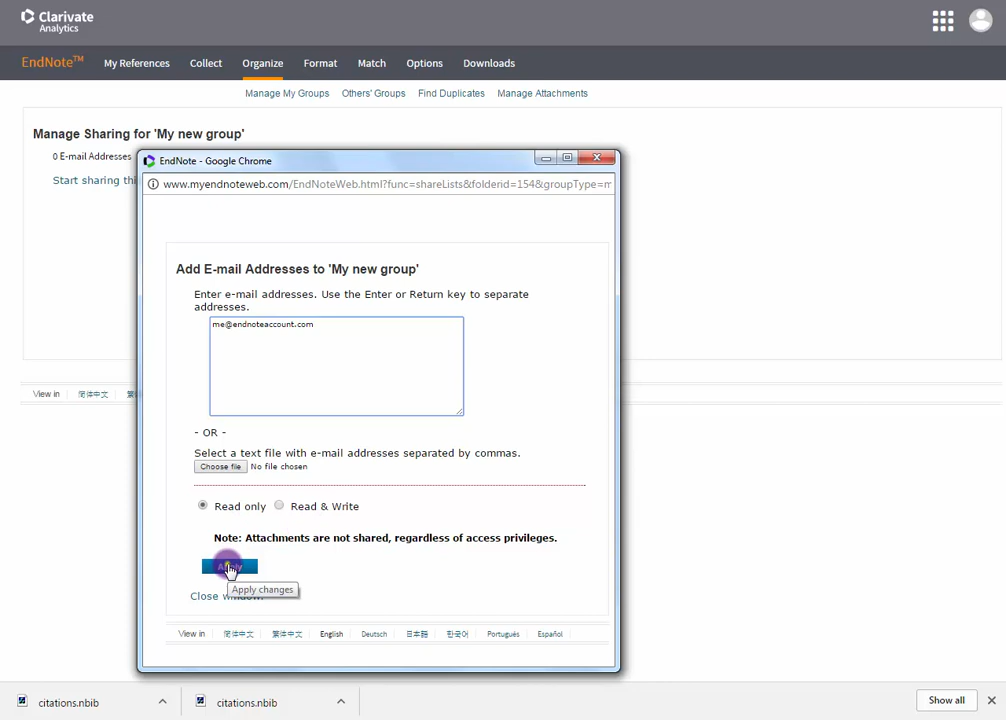 Clarivate
Analytics
EndNote™ My References Collect Organize Format Match Options Downloads
Manage My Groups Others' Groups Find Duplicates Manage Attachments
Manage Sharing for 'My new group'
0 E-mail Addresses
Start sharing thi
EndNote - Google Chrome
www.myendnoteweb.com/EndNoteWeb.html?func=shareLists&folderid=154&groupType=m
Add E-mail Addresses to 'My new group'
Enter e-mail addresses. Use the Enter or Return key to separate
addresses.
me@endnoteaccount.com
- OR -
Select a text file with e-mail addresses separated by commas.
Choose file No file chosen
Read only Read & Write
Note: Attachments are not shared, regardless of access privileges.
Apply
Apply changes
Close window
View in 简体中文 繁體中文 English Deutsch 日本語 한국어 Português Español
View in 简体中文 繁
citations.nbib citations.nbib Show all